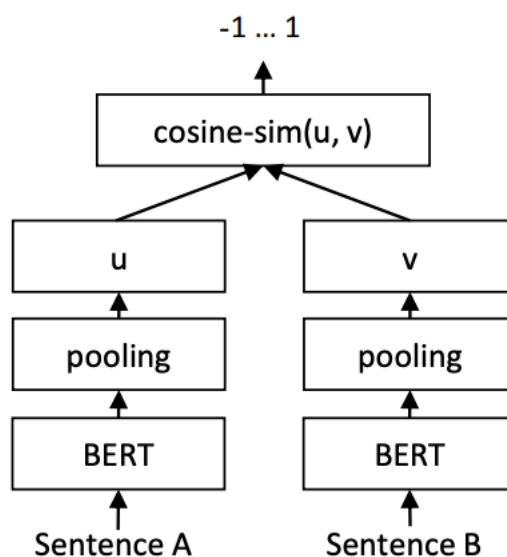 -1 … 1
cosine-sim(u, v)
u
v
pooling
pooling
BERT
BERT
Sentence A
Sentence B